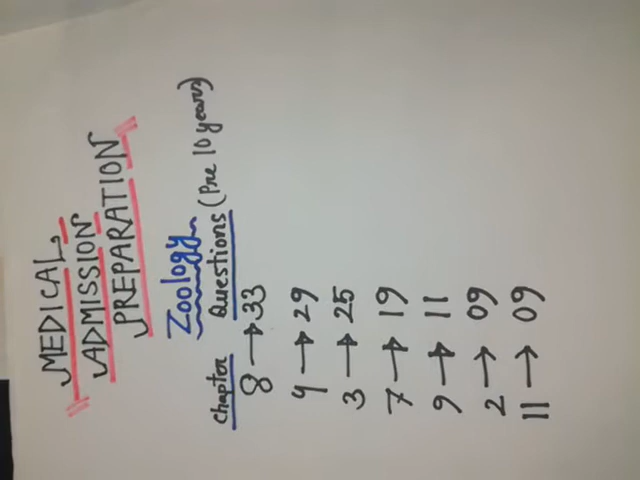 MEDICAL
ADMISSION
PREPARATION
Zoology
Chapter Questions (Pre 10 years)
8 → 33
4 → 29
3 → 25
7 → 19
9 → 11
2 → 09
11 → 09